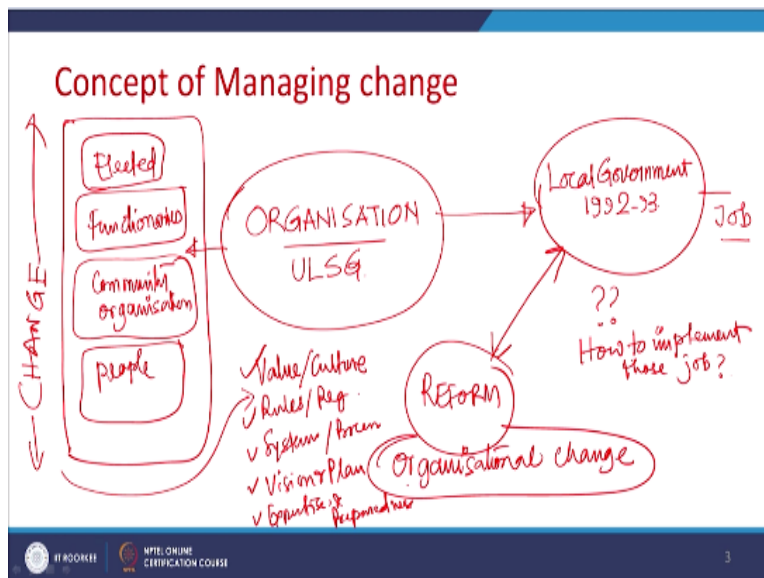 Concept of Managing change
CHANGE
Elected
Functionaries
Community
organisation
people
ORGANISATION
ULSG
Local Government
1992-93
Job
??
How to implement
those job?
REFORM
Organisational change
Value/Culture
Rules/Reg.
System/Process
Vision & Plan
Expertise &
Preparedness
IIT ROORKEE
NPTEL ONLINE
CERTIFICATION COURSE
3